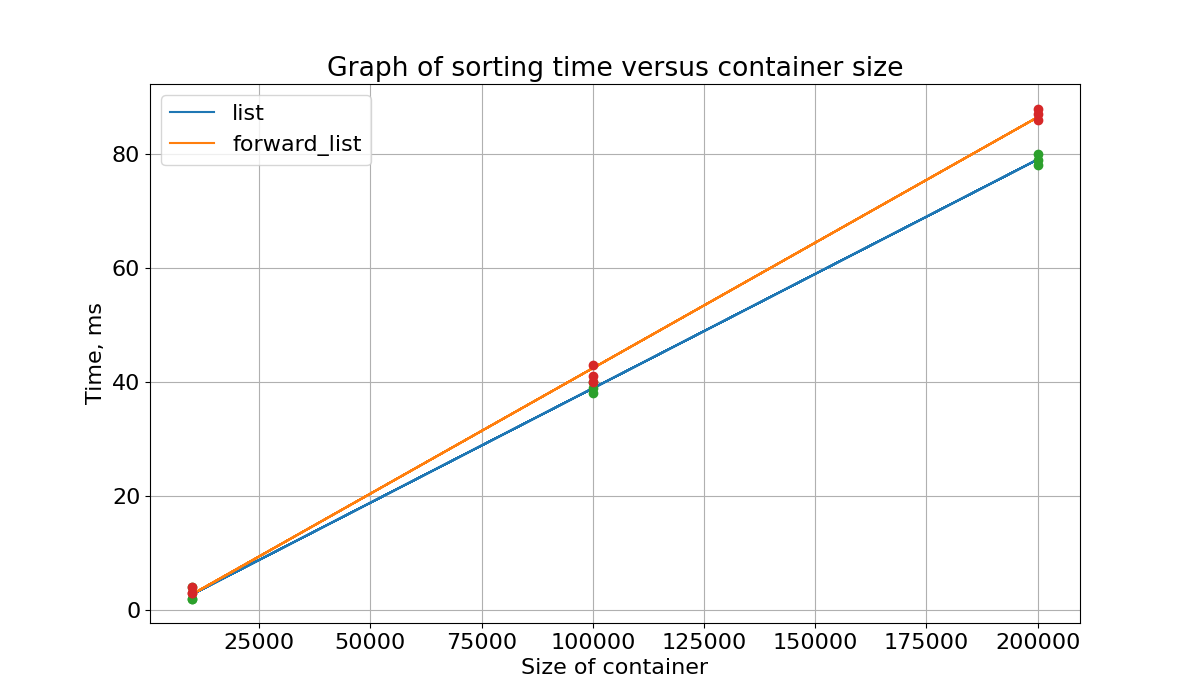 Graph of sorting time versus container size
list
forward_list
80
60
40
20
0
Time, ms
25000 50000 75000 100000 125000 150000 175000 200000
Size of container